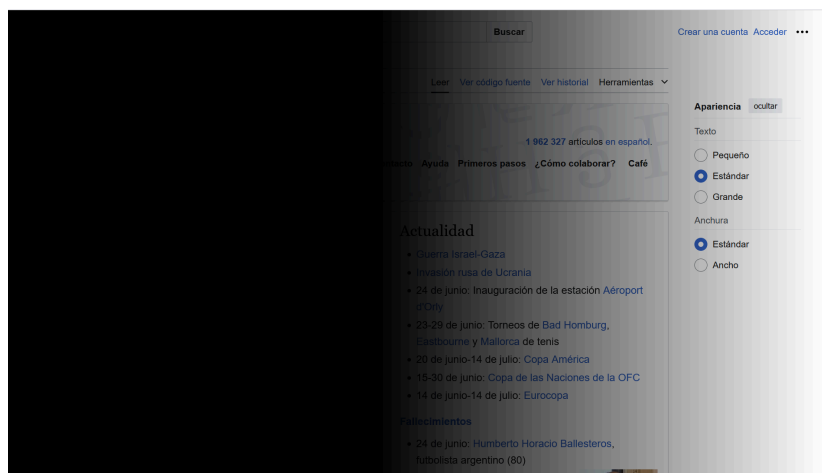 Buscar
Crear una cuenta Acceder
Leer Ver código fuente Ver historial Herramientas
Apariencia ocultar
Texto
1 962 327 artículos en español.
Pequeño
Ayuda Primeros pasos ¿Cómo colaborar? Café
Estándar
Grande
Anchura
Actualidad
Estándar
Guerra Israel-Gaza
Ancho
Invasión rusa de Ucrania
24 de junio: Inauguración de la estación Aéroport
d'Orly
23-29 de junio: Torneos de Bad Homburg,
Eastbourne y Mallorca de tenis
20 de junio-14 de julio: Copa América
15-30 de junio: Copa de las Naciones de la OFC
14 de junio-14 de julio: Eurocopa
Fallecimientos
24 de junio: Humberto Horacio Ballesteros,
futbolista argentino (80)